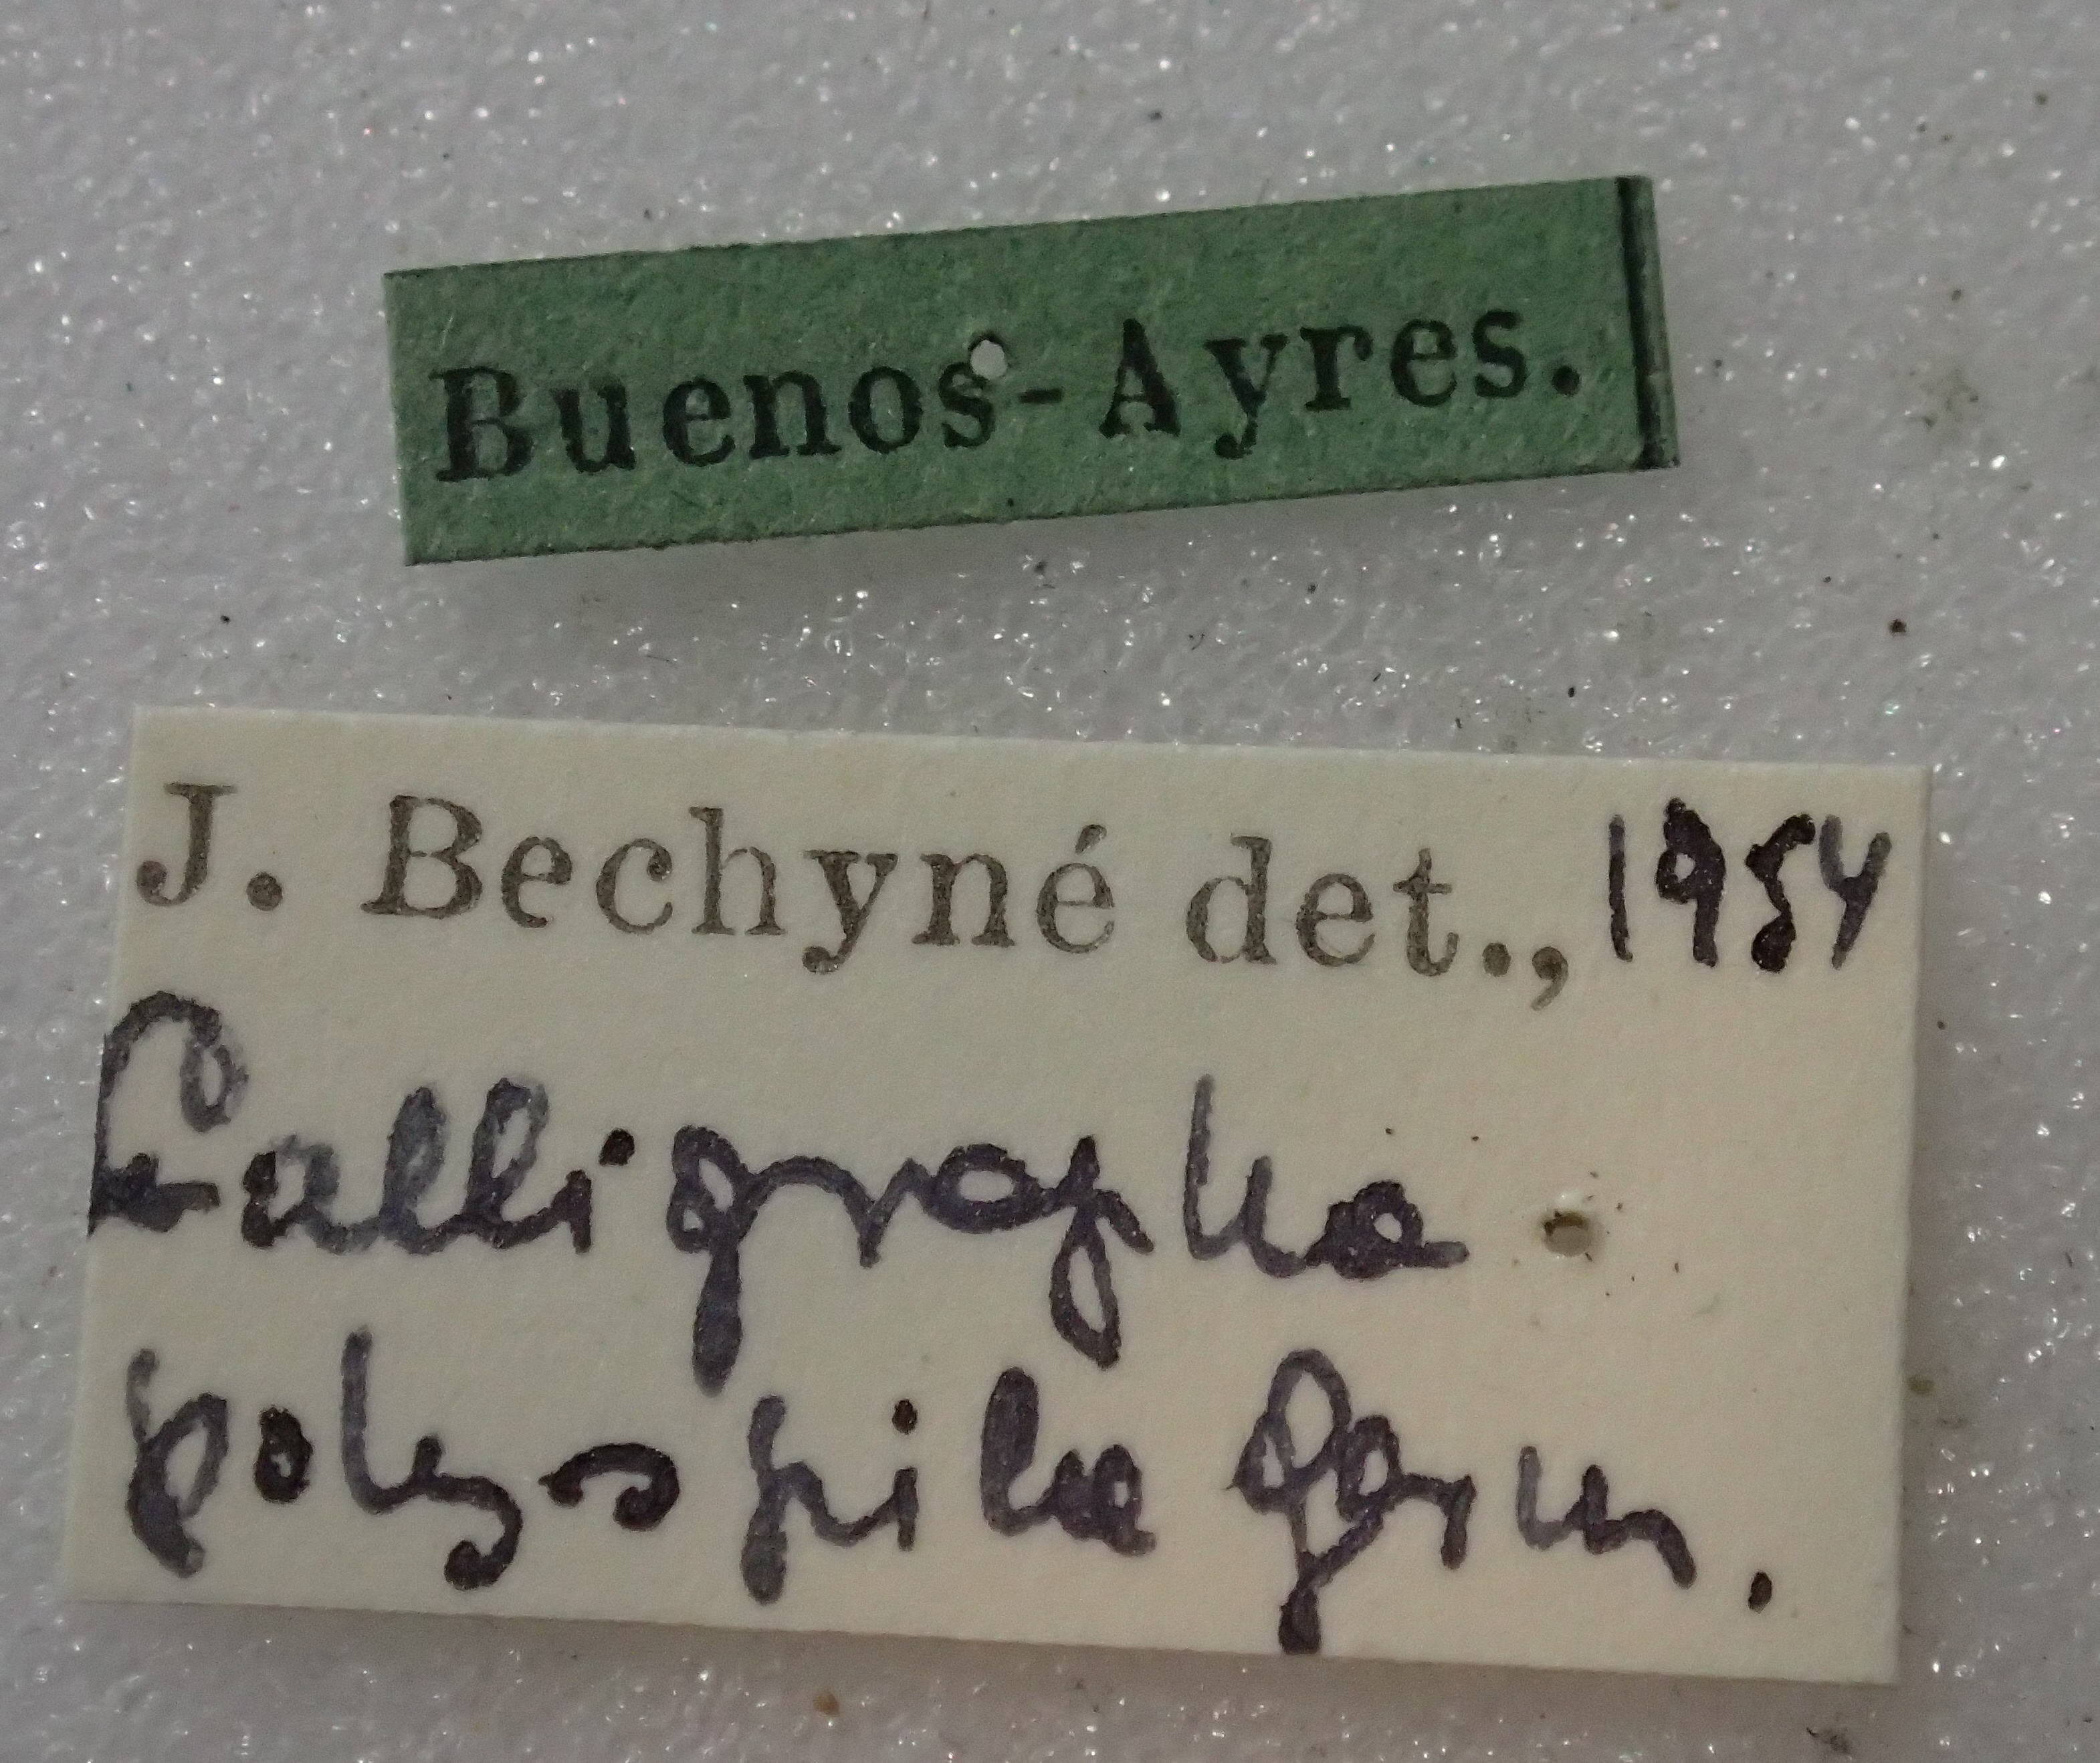 Buenos-Ayres.
J. Bechyné det., 1954
Calligrapha
polyspila Germ.